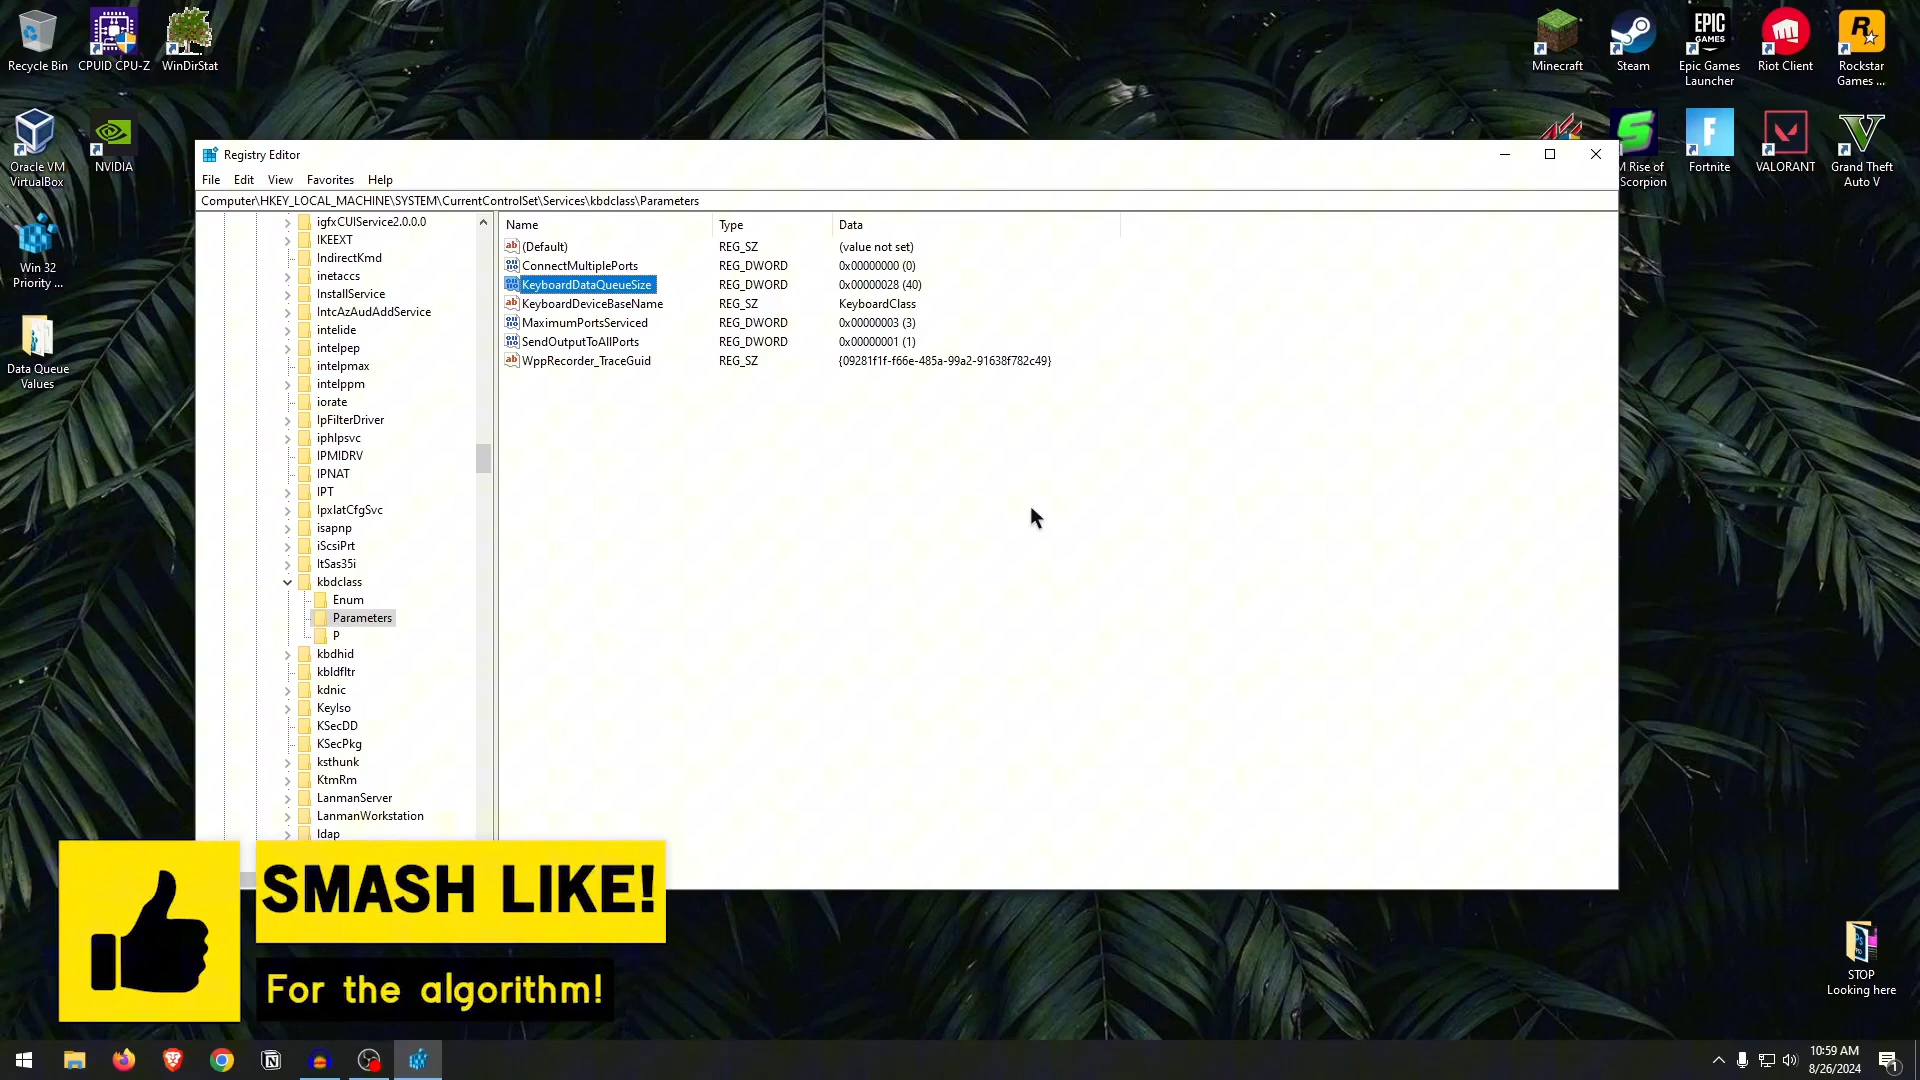 Recycle Bin
CPUID CPU-Z
WinDirStat
Minecraft
Steam
EPIC
GAMES
Epic Games
Launcher
Riot Client
Rockstar
Games ...
Oracle VM
VirtualBox
NVIDIA
M Rise of
Scorpion
Fortnite
VALORANT
Grand Theft
Auto V
Win 32
Priority ...
Data Queue
Values
Registry Editor
File Edit View Favorites Help
Computer\HKEY_LOCAL_MACHINE\SYSTEM\CurrentControlSet\Services\kbdclass\Parameters
igfxCUIService2.0.0.0
IKEEXT
IndirectKmd
inetaccs
InstallService
IntcAzAudAddService
intelide
intelpep
intelpmax
intelppm
iorate
IpFilterDriver
iphlpsvc
IPMIDRV
IPNAT
IPT
IpxlatCfgSvc
isapnp
iScsiPrt
ItSas35i
kbdclass
Enum
Parameters
P
kbdhid
kbldfltr
kdnic
KeyIso
KSecDD
KSecPkg
ksthunk
KtmRm
LanmanServer
LanmanWorkstation
ldap
Name Type Data
(Default) REG_SZ (value not set)
ConnectMultiplePorts REG_DWORD 0x00000000 (0)
KeyboardDataQueueSize REG_DWORD 0x00000028 (40)
KeyboardDeviceBaseName REG_SZ KeyboardClass
MaximumPortsServiced REG_DWORD 0x00000003 (3)
SendOutputToAllPorts REG_DWORD 0x00000001 (1)
WppRecorder_TraceGuid REG_SZ {09281f1f-f66e-485a-99a2-91638f782c49}
SMASH LIKE!
For the algorithm!
STOP
Looking here
10:59 AM
8/26/2024
1